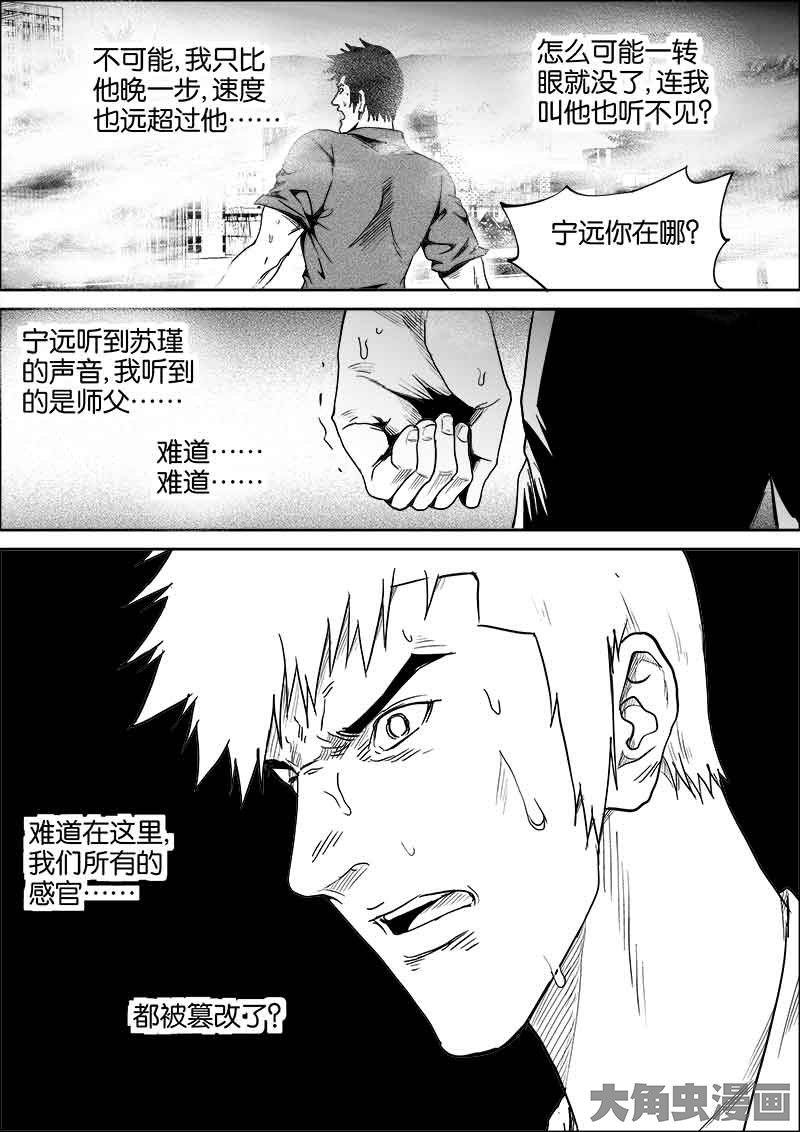 不可能，我只比
他晚一步，速度
也远超过他……
怎么可能一转
眼就没了，连我
叫他也听不见？
宁远你在哪？
宁远听到苏瑾
的声音，我听到
的是师父……
难道……
难道……
难道在这里，
我们所有的
感官……
都被篡改了？
大角虫漫画